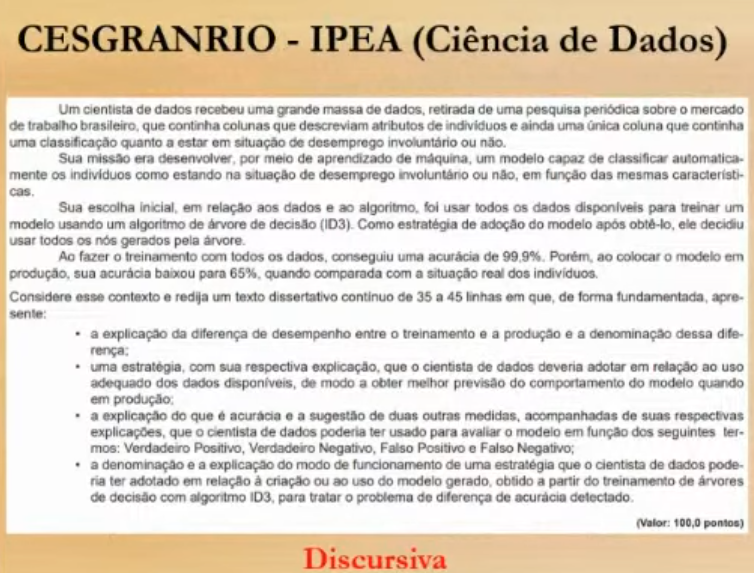 CESGRANRIO - IPEA (Ciência de Dados)
Um cientista de dados recebeu uma grande massa de dados, retirada de uma pesquisa periódica sobre o mercado
de trabalho brasileiro, que continha colunas que descreviam atributos de indivíduos e ainda uma única coluna que continha
uma classificação quanto a estar em situação de desemprego involuntário ou não.
Sua missão era desenvolver, por meio de aprendizado de máquina, um modelo capaz de classificar automatica-
mente os indivíduos como estando na situação de desemprego involuntário ou não, em função das mesmas característi-
cas.
Sua escolha inicial, em relação aos dados e ao algoritmo, foi usar todos os dados disponíveis para treinar um
modelo usando um algoritmo de árvore de decisão (ID3). Como estratégia de adoção do modelo após obtê-lo, ele decidiu
usar todos os nós gerados pela árvore.
Ao fazer o treinamento com todos os dados, conseguiu uma acurácia de 99,9%. Porém, ao colocar o modelo em
produção, sua acurácia baixou para 65%, quando comparada com a situação real dos indivíduos.
Considere esse contexto e redija um texto dissertativo contínuo de 35 a 45 linhas em que, de forma fundamentada, apre-
sente:
• a explicação da diferença de desempenho entre o treinamento e a produção e a denominação dessa dife-
rença;
• uma estratégia, com sua respectiva explicação, que o cientista de dados deveria adotar em relação ao uso
adequado dos dados disponíveis, de modo a obter melhor previsão do comportamento do modelo quando
em produção;
• a explicação do que é acurácia e a sugestão de duas outras medidas, acompanhadas de suas respectivas
explicações, que o cientista de dados poderia ter usado para avaliar o modelo em função dos seguintes ter-
mos: Verdadeiro Positivo, Verdadeiro Negativo, Falso Positivo e Falso Negativo;
• a denominação e a explicação do modo de funcionamento de uma estratégia que o cientista de dados pode-
ria ter adotado em relação à criação ou ao uso do modelo gerado, obtido a partir do treinamento de árvores
de decisão com algoritmo ID3, para tratar o problema de diferença de acurácia detectado.
(Valor: 100,0 pontos)
Discursiva